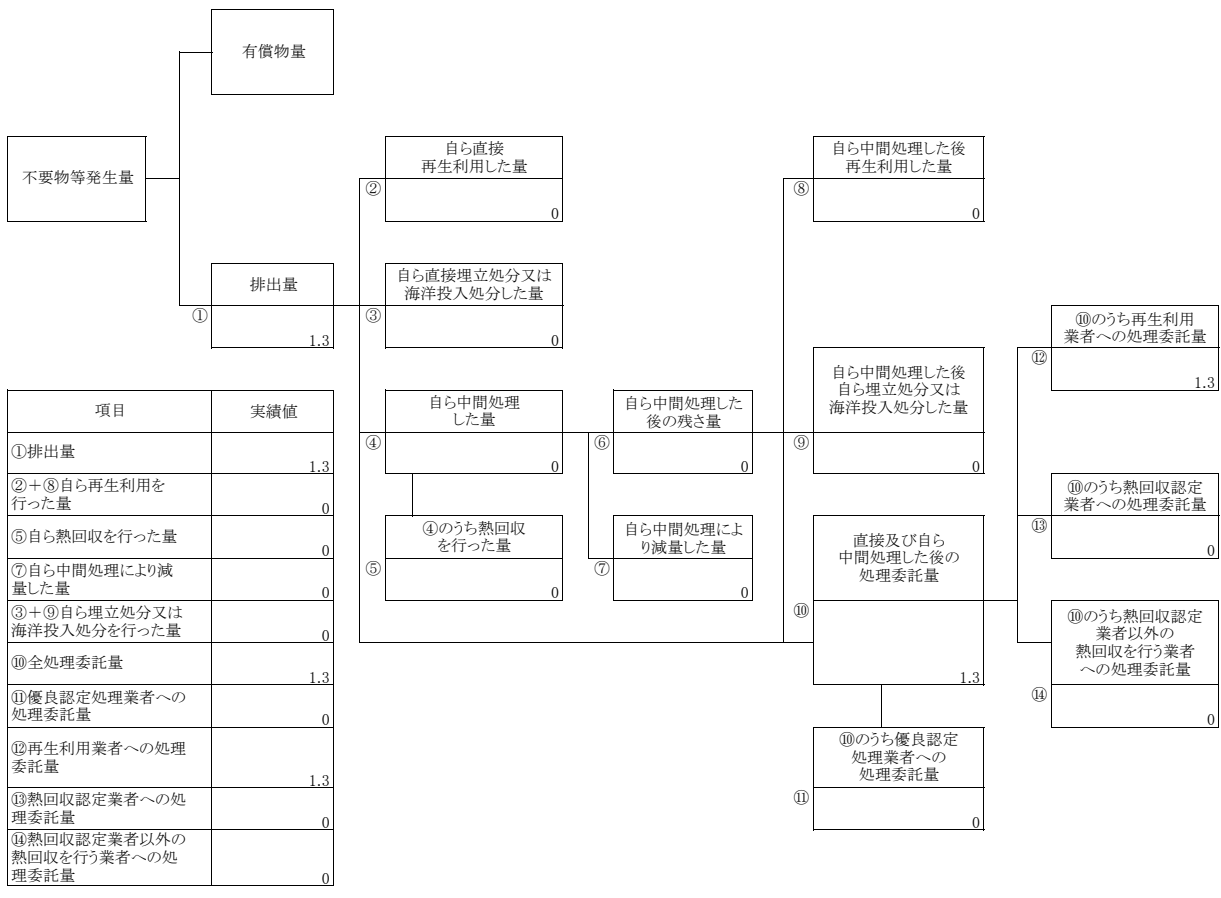 有償物量
不要物等発生量
排出量
①
1.3
自ら直接
再生利用した量
②
0
自ら直接埋立処分又は
海洋投入処分した量
③
0
自ら中間処理
した量
④
0
④のうち熱回収
を行った量
⑤
0
自ら中間処理した
後の残さ量
⑥
0
自ら中間処理によ
り減量した量
⑦
0
自ら中間処理した後
再生利用した量
⑧
0
自ら中間処理した後
自ら埋立処分又は
海洋投入処分した量
⑨
0
直接及び自ら
中間処理した後の
処理委託量
⑩
1.3
⑩のうち優良認定
処理業者への
処理委託量
⑪
0
⑩のうち再生利用
業者への処理委託量
⑫
1.3
⑩のうち熱回収認定
業者への処理委託量
⑬
0
⑩のうち熱回収認定
業者以外の
熱回収を行う業者
への処理委託量
⑭
0
項目 実績値
①排出量
1.3
②+⑧自ら再生利用を
行った量
0
⑤自ら熱回収を行った量
0
⑦自ら中間処理により減
量した量
0
③+⑨自ら埋立処分又は
海洋投入処分を行った量
0
⑩全処理委託量
1.3
⑪優良認定処理業者への
処理委託量
0
⑫再生利用業者への処理
委託量
1.3
⑬熱回収認定業者への処
理委託量
0
⑭熱回収認定業者以外の
熱回収を行う業者への処
理委託量
0